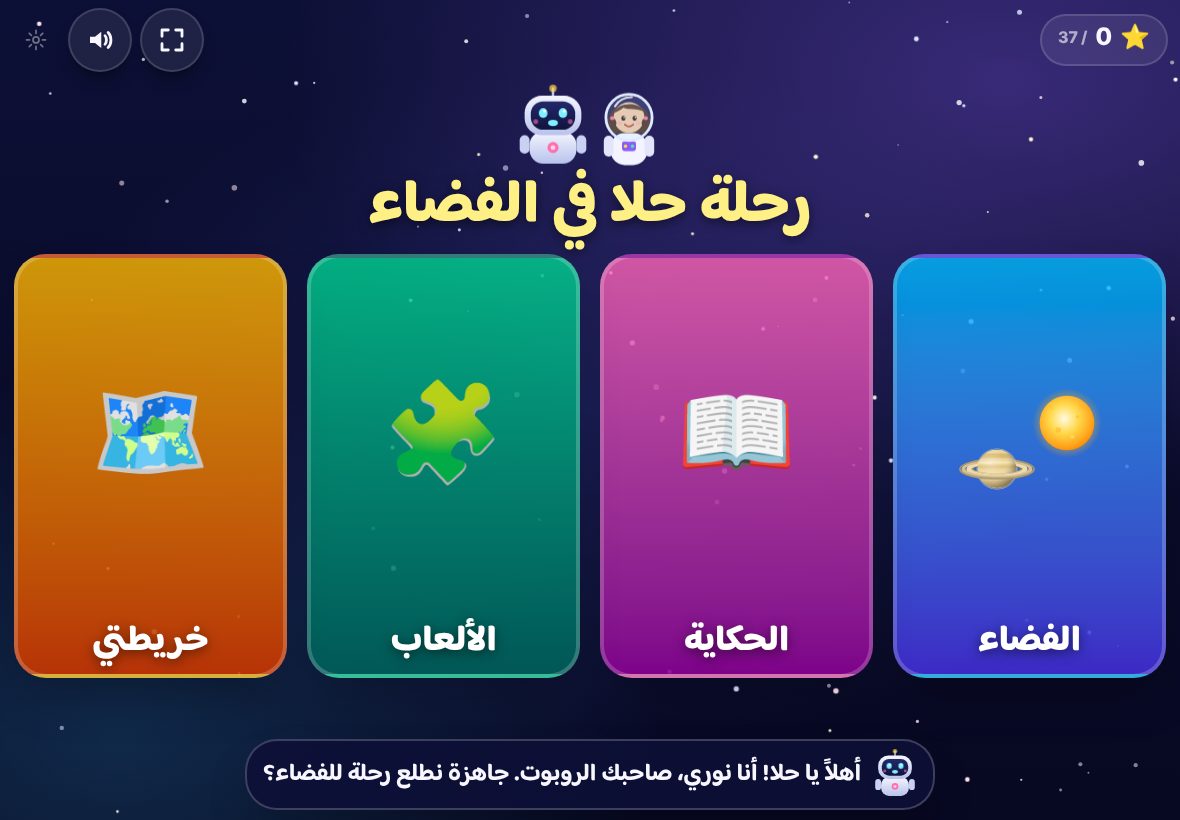 37 / 0
رحلة حلا في الفضاء
الفضاء
الحكاية
الألعاب
خريطتي
أهلاً يا حلا! أنا نوري، صاحبك الروبوت. جاهزة نطلع رحلة للفضاء؟